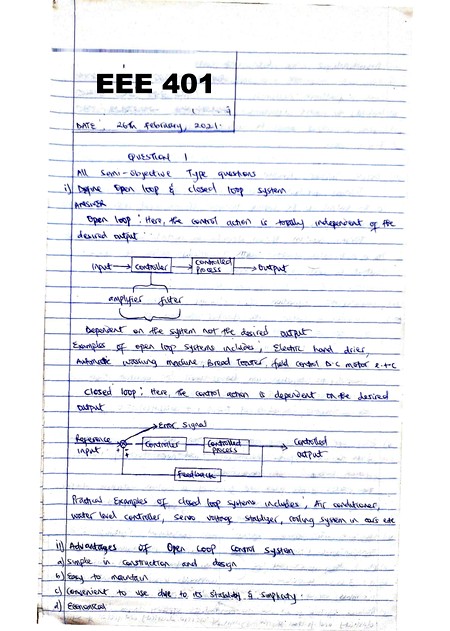 EEE 401
DATE: 26th February, 2021.
QUESTION 1
All Semi-Objective Type questions
i) Define Open loop & closed loop system
ANSWER
Open loop: Here, the control action is totally independent of the
desired output.
Input → Controller → Controlled Process → Output
amplifier filter
Dependent on the system not the desired output
Examples of open loop systems includes; Electric hand drier,
Automatic washing machine, Bread Toaster, field control D.C motor e.t.c
Closed loop: Here, the control action is dependent on the desired
output
Error signal
Reference input Controller Controlled Process Controlled output
Feedback
Practical Examples of closed loop systems includes; Air conditioner,
water level controller, servo voltage stabilizer, cooling system in cars etc
ii) Advantages of Open Loop Control System
a) Simple in construction and design
b) Easy to maintain
c) Convenient to use due to its stability & simplicity.
d) Economical